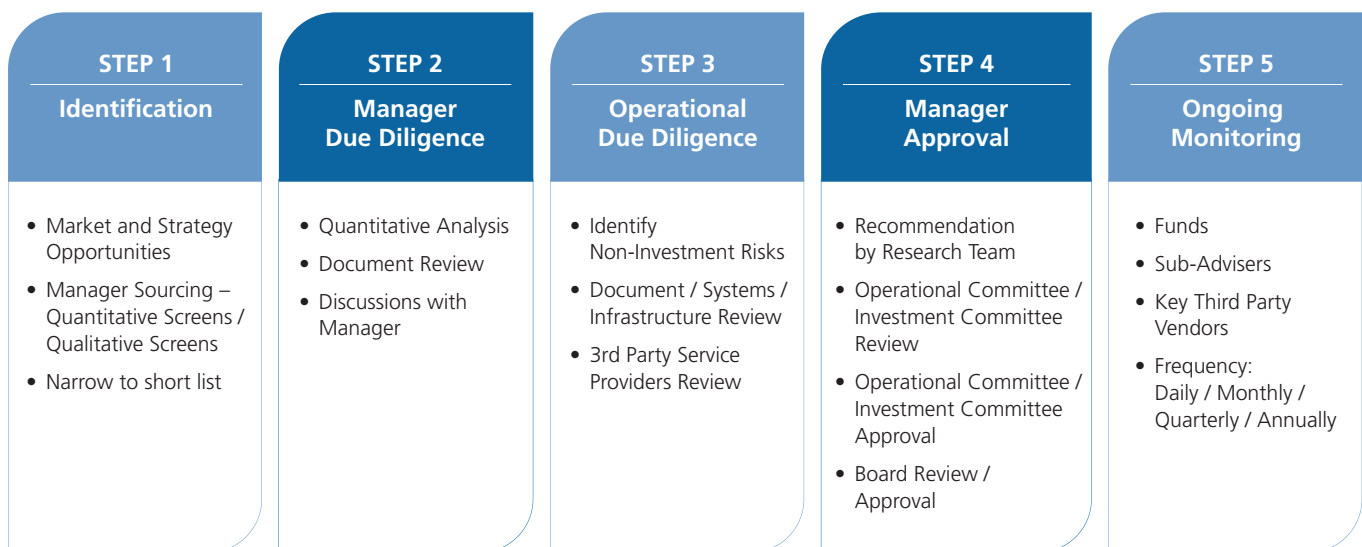 STEP 1
Identification
• Market and Strategy
Opportunities
• Manager Sourcing –
Quantitative Screens /
Qualitative Screens
• Narrow to short list
STEP 2
Manager
Due Diligence
• Quantitative Analysis
• Document Review
• Discussions with
Manager
STEP 3
Operational
Due Diligence
• Identify
Non-Investment Risks
• Document / Systems /
Infrastructure Review
• 3rd Party Service
Providers Review
STEP 4
Manager
Approval
• Recommendation
by Research Team
• Operational Committee /
Investment Committee
Review
• Operational Committee /
Investment Committee
Approval
• Board Review /
Approval
STEP 5
Ongoing
Monitoring
• Funds
• Sub-Advisers
• Key Third Party
Vendors
• Frequency:
Daily / Monthly /
Quarterly / Annually